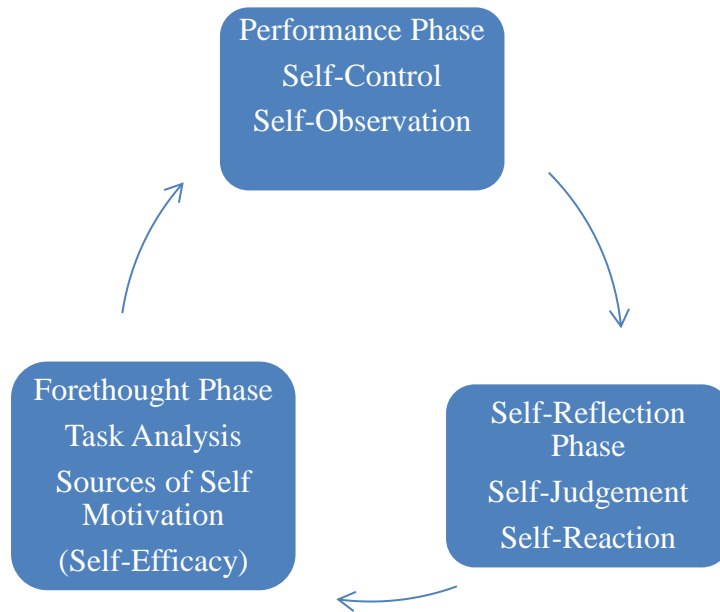 Performance Phase
Self-Control
Self-Observation
Forethought Phase
Task Analysis
Sources of Self
Motivation
(Self-Efficacy)
Self-Reflection
Phase
Self-Judgement
Self-Reaction